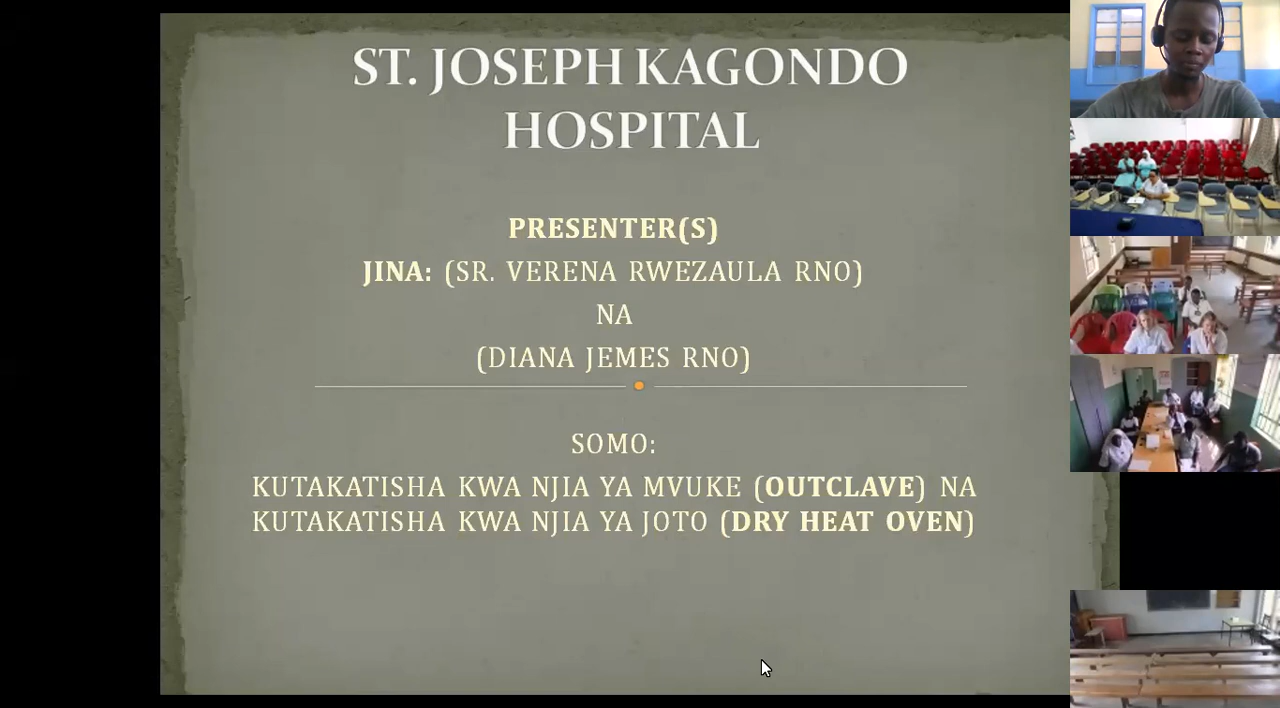 ST. JOSEPH KAGONDO
HOSPITAL
PRESENTER(S)
JINA: (SR. VERENA RWEZAULA RNO)
NA
(DIANA JEMES RNO)
SOMO:
KUTAKATISHA KWA NJIA YA MVUKE (OUTCLAVE) NA
KUTAKATISHA KWA NJIA YA JOTO (DRY HEAT OVEN)